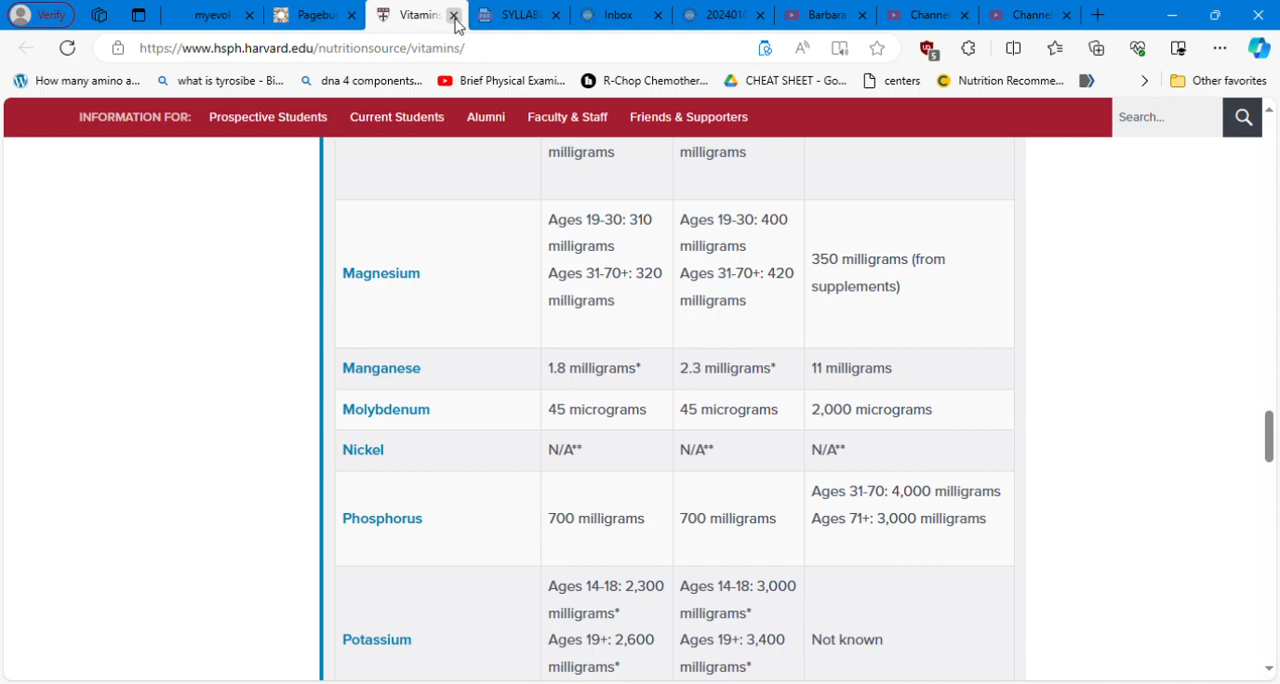 Verify myevol Pagebu Vitamin SYLLAB Inbox 2024010 Barbara Channe Channe
https://www.hsph.harvard.edu/nutritionsource/vitamins/
How many amino a... what is tyrosibe - Bi... dna 4 components... Brief Physical Exami... R-Chop Chemother... CHEAT SHEET - Go... centers Nutrition Recomme... Other favorites
INFORMATION FOR: Prospective Students Current Students Alumni Faculty & Staff Friends & Supporters Search...
milligrams milligrams
Ages 19-30: 310 Ages 19-30: 400
milligrams milligrams 350 milligrams (from
Magnesium Ages 31-70+: 320 Ages 31-70+: 420 supplements)
milligrams milligrams
Manganese 1.8 milligrams* 2.3 milligrams* 11 milligrams
Molybdenum 45 micrograms 45 micrograms 2,000 micrograms
Nickel N/A** N/A** N/A**
Ages 31-70: 4,000 milligrams
Phosphorus 700 milligrams 700 milligrams Ages 71+: 3,000 milligrams
Ages 14-18: 2,300 Ages 14-18: 3,000
milligrams* milligrams*
Potassium Ages 19+: 2,600 Ages 19+: 3,400 Not known
milligrams* milligrams*